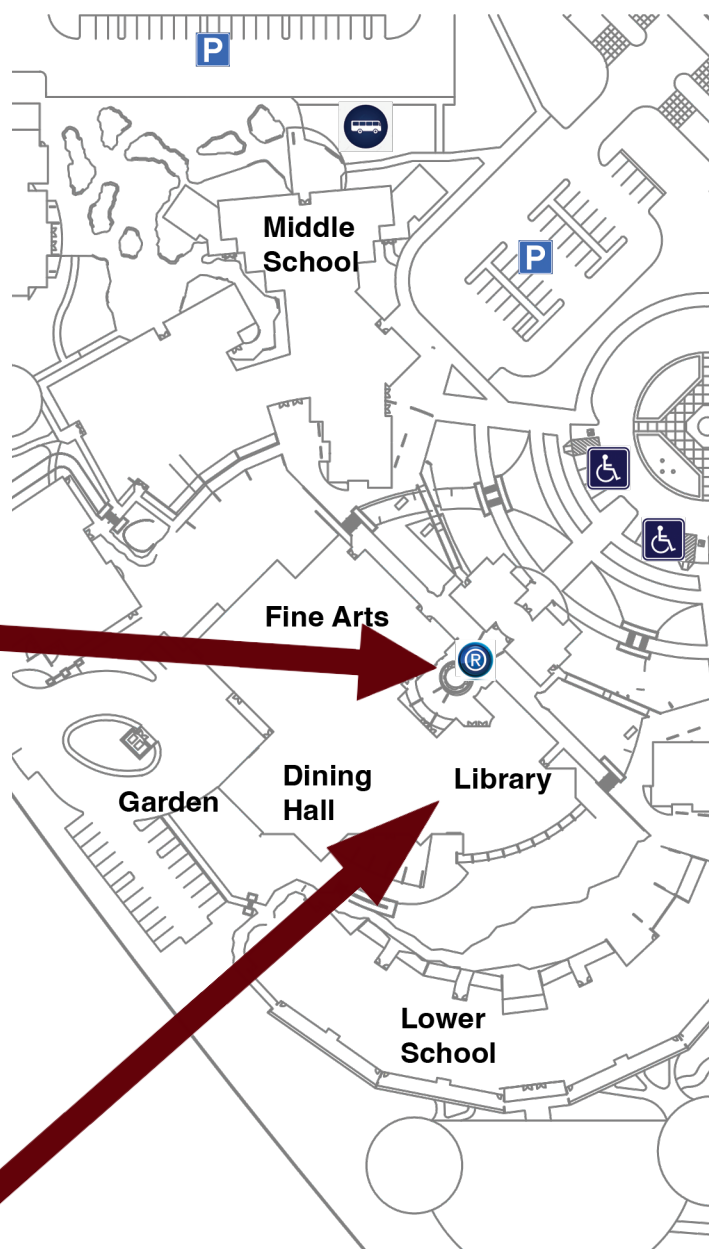 P
Middle
School
P
Fine Arts
®
Dining
Hall
Library
Garden
Lower
School